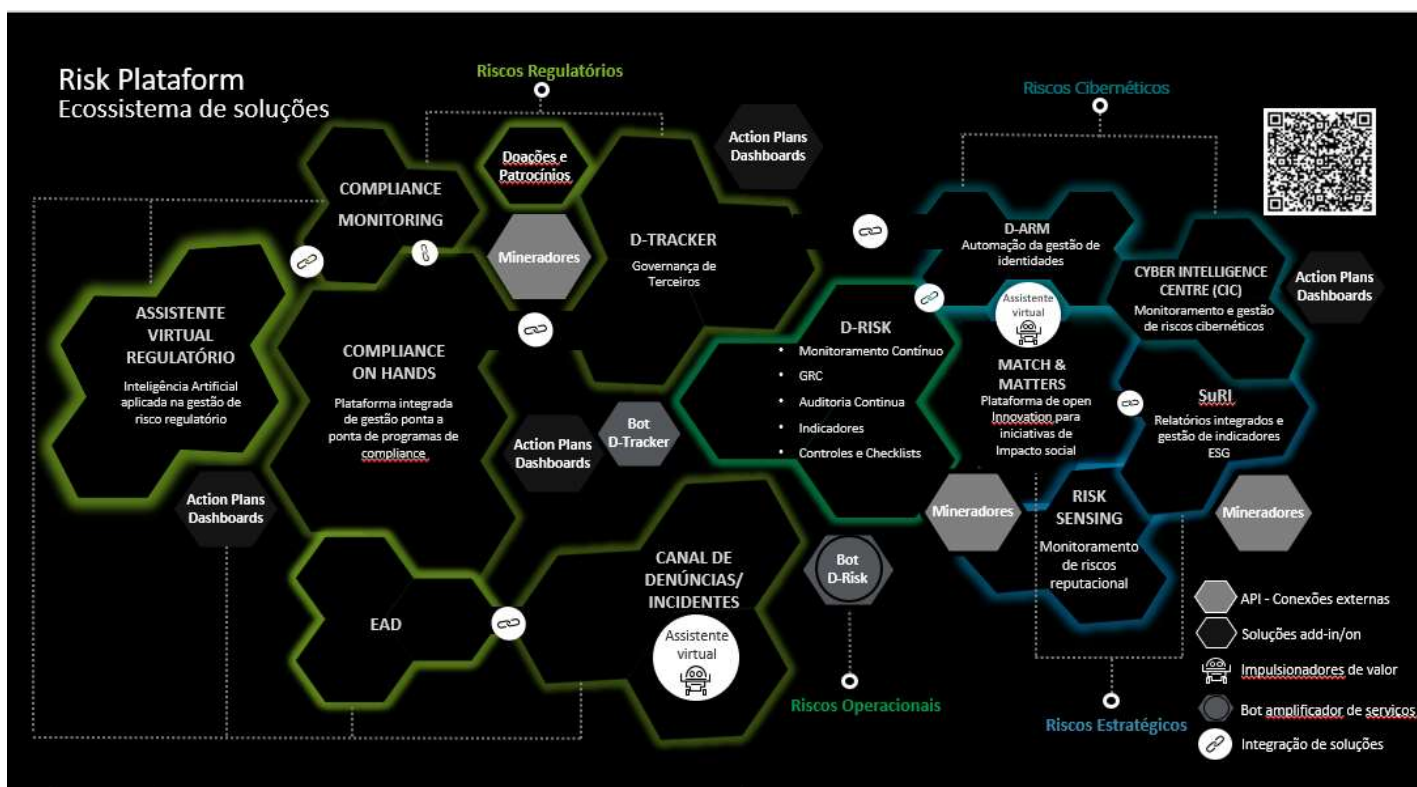 Risk Plataform
Ecossistema de soluções
Riscos Regulatórios
Riscos Cibernéticos
Doações e
Patrocínios
Action Plans
Dashboards
COMPLIANCE
MONITORING
Mineradores
D-TRACKER
Governança de
Terceiros
D-ARM
Automação da gestão de
identidades
CYBER INTELLIGENCE
CENTRE (CIC)
Monitoramento e gestão
de riscos cibernéticos
Action Plans
Dashboards
ASSISTENTE
VIRTUAL
REGULATÓRIO
Inteligência Artificial
aplicada na gestão de
risco regulatório
COMPLIANCE
ON HANDS
Plataforma integrada
de gestão ponta a
ponta de programas de
compliance
D-RISK
• Monitoramento Contínuo
• GRC
• Auditoria Continua
• Indicadores
• Controles e Checklists
Assistente
virtual
MATCH &
MATTERS
Plataforma de open
Innovation para
iniciativas de
Impacto social
SuRI
Relatórios integrados e
gestão de indicadores
ESG
Bot
D-Tracker
Action Plans
Dashboards
Action Plans
Dashboards
Mineradores
RISK
SENSING
Monitoramento
de riscos
reputacional
Mineradores
EAD
CANAL DE
DENÚNCIAS/
INCIDENTES
Assistente
virtual
Bot
D-Risk
Riscos Operacionais
Riscos Estratégicos
API - Conexões externas
Soluções add-in/on
Impulsionadores de valor
Bot amplificador de serviços
Integração de soluções